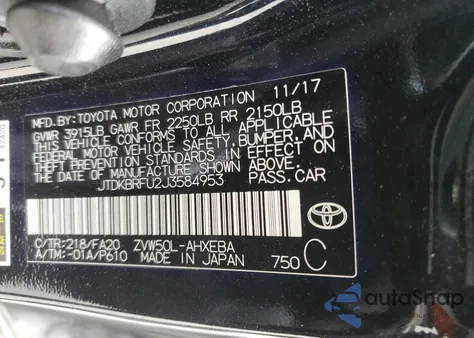 MFD.BY:TOYOTA MOTOR CORPORATION 11/17
GVWR 3915LB GAWR FR 2250LB RR 2150LB
THIS VEHICLE CONFORMS TO ALL APPLICABLE
FEDERAL MOTOR VEHICLE SAFETY, BUMPER, AND
THEFT PREVENTION STANDARDS IN EFFECT ON
THE DATE OF MANUFACTURE SHOWN ABOVE.
JTDKBRFU2J3584953 PASS.CAR
TOYOTA
C/TR:218/FA20 ZVW50L-AHXEBA
A/TM:-01A/P610 MADE IN JAPAN 750 C
autoSnap